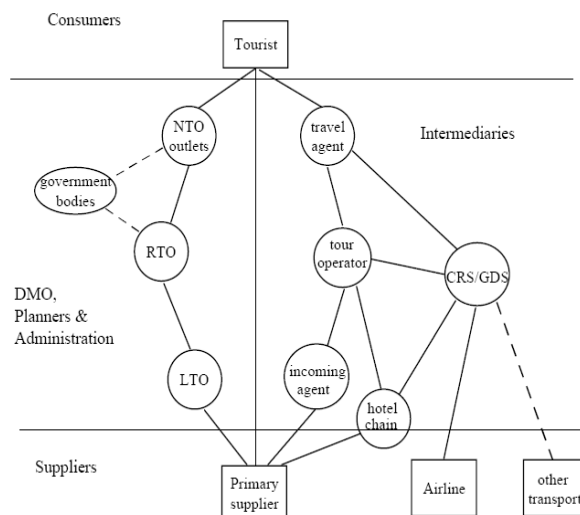 Consumers
Tourist
NTO
outlets
travel
agent
Intermediaries
government
bodies
RTO
tour
operator
CRS/GDS
DMO,
Planners &
Administration
LTO
incoming
agent
hotel
chain
Suppliers
Primary
supplier
Airline
other
transport